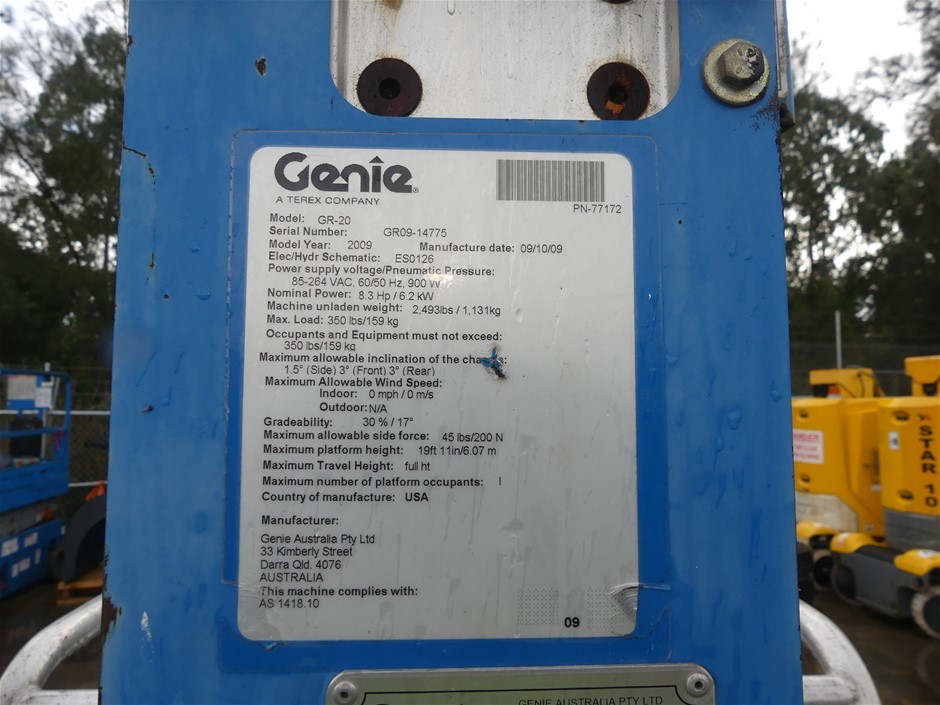 Genie®
A TEREX COMPANY
PN-77172
Model: GR-20
Serial Number: GR09-14775
Model Year: 2009 Manufacture date: 09/10/09
Elec/Hydr Schematic: ES0126
Power supply voltage/Pneumatic Pressure:
85-264 VAC, 60/50 Hz, 900 W
Nominal Power: 8.3 Hp / 6.2 kW
Machine unladen weight: 2,493lbs / 1,131kg
Max. Load: 350 lbs/159 kg
Occupants and Equipment must not exceed:
350 lbs/159 kg
Maximum allowable inclination of the
1.5° (Side) 3° (Front) 3° (Rear)
Maximum Allowable Wind Speed:
Indoor: 0 mph / 0 m/s
Outdoor: N/A
Gradeability: 30 % / 17°
Maximum allowable side force: 45 lbs/200 N
Maximum platform height: 19ft 11in/6.07 m
Maximum Travel Height: full ht
Maximum number of platform occupants: I
Country of manufacture: USA
Manufacturer:
Genie Australia Pty Ltd
33 Kimberly Street
Darra Qld. 4076
AUSTRALIA
This machine complies with:
AS 1418.10
09
GENIE AUSTRALIA PTY LTD
STAR 10